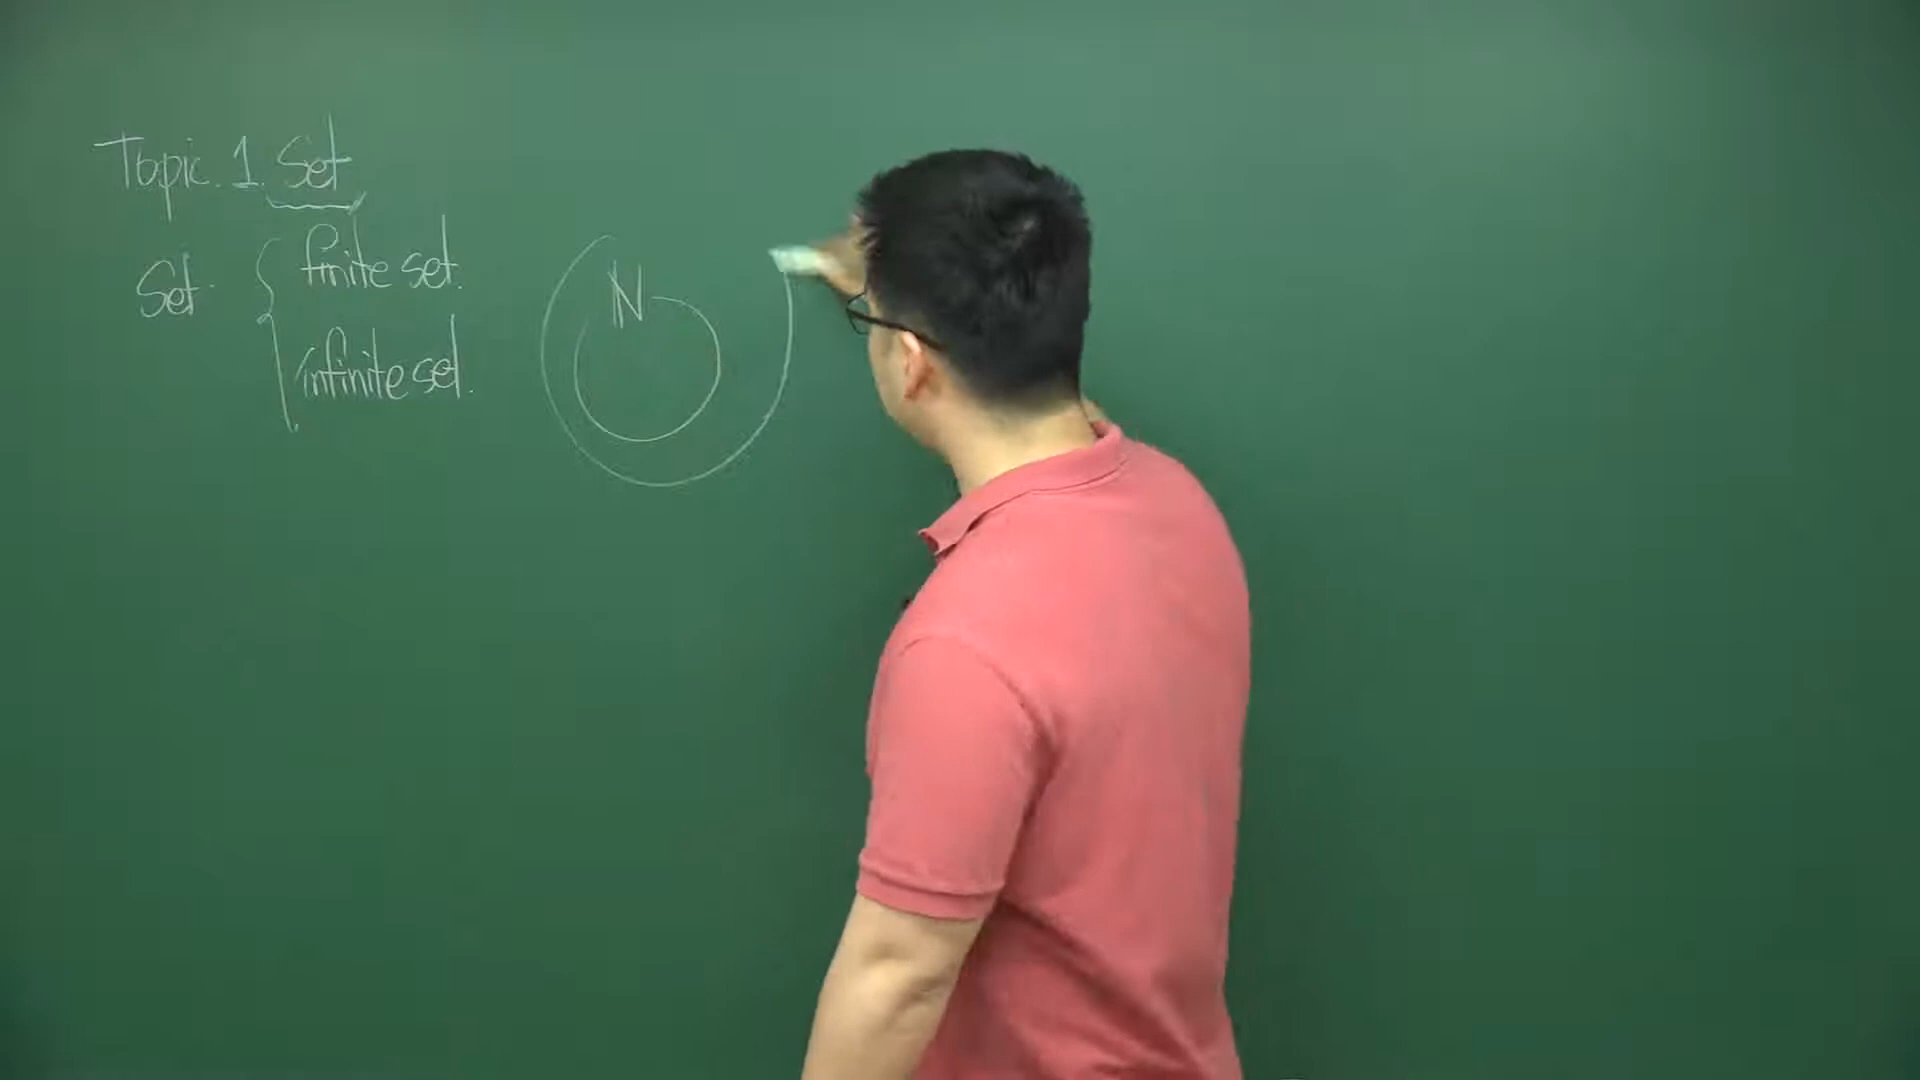 Topic. 1. Set
Set
finite set.
infinite set.
ℕ